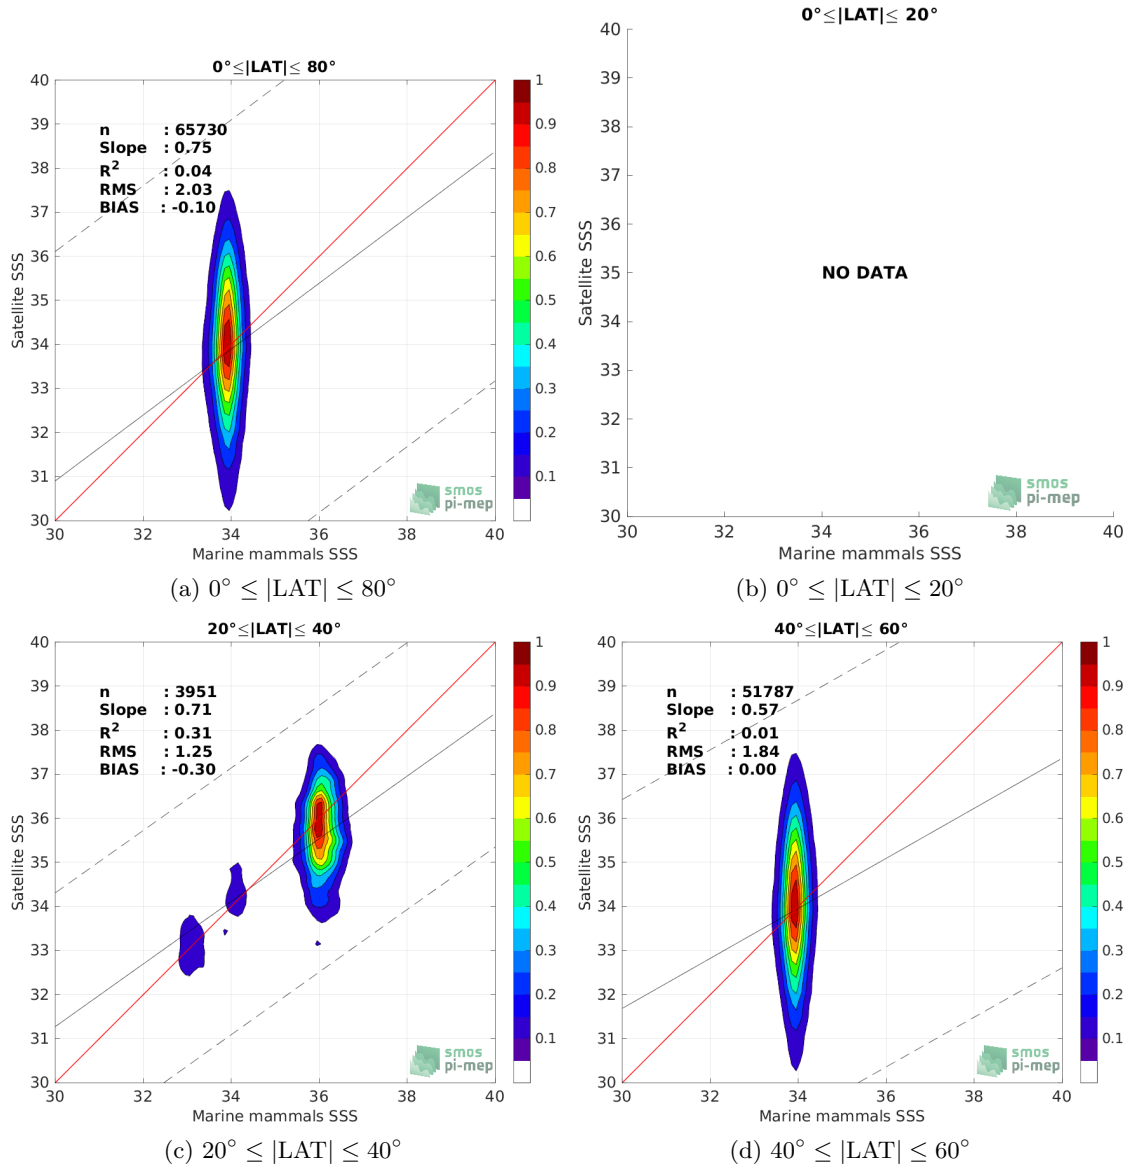 0°≤|LAT|≤ 80°
40
39
38
37
36
35
34
33
32
31
30
Satellite SSS
n : 65730
Slope : 0.75
R2 : 0.04
RMS : 2.03
BIAS : -0.10
smos
pi-mep
30 32 34 36 38 40
Marine mammals SSS
1
0.9
0.8
0.7
0.6
0.5
0.4
0.3
0.2
0.1
(a) 0° ≤ |LAT| ≤ 80°
0°≤|LAT|≤ 20°
40
39
38
37
36
35
34
33
32
31
30
Satellite SSS
NO DATA
smos
pi-mep
30 32 34 36 38 40
Marine mammals SSS
(b) 0° ≤ |LAT| ≤ 20°
20°≤|LAT|≤ 40°
40
39
38
37
36
35
34
33
32
31
30
Satellite SSS
n : 3951
Slope : 0.71
R2 : 0.31
RMS : 1.25
BIAS : -0.30
smos
pi-mep
30 32 34 36 38 40
Marine mammals SSS
1
0.9
0.8
0.7
0.6
0.5
0.4
0.3
0.2
0.1
(c) 20° ≤ |LAT| ≤ 40°
40°≤|LAT|≤ 60°
40
39
38
37
36
35
34
33
32
31
30
Satellite SSS
n : 51787
Slope : 0.57
R2 : 0.01
RMS : 1.84
BIAS : 0.00
smos
pi-mep
30 32 34 36 38 40
Marine mammals SSS
1
0.9
0.8
0.7
0.6
0.5
0.4
0.3
0.2
0.1
(d) 40° ≤ |LAT| ≤ 60°